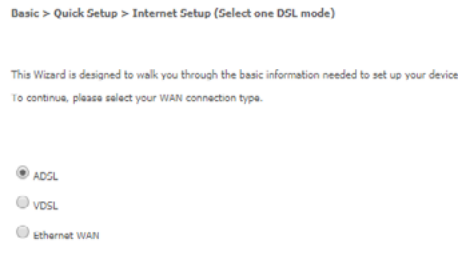 Basic > Quick Setup > Internet Setup (Select one DSL mode)
This Wizard is designed to walk you through the basic information needed to set up your device
To continue, please select your WAN connection type.
ADSL
VDSL
Ethernet WAN